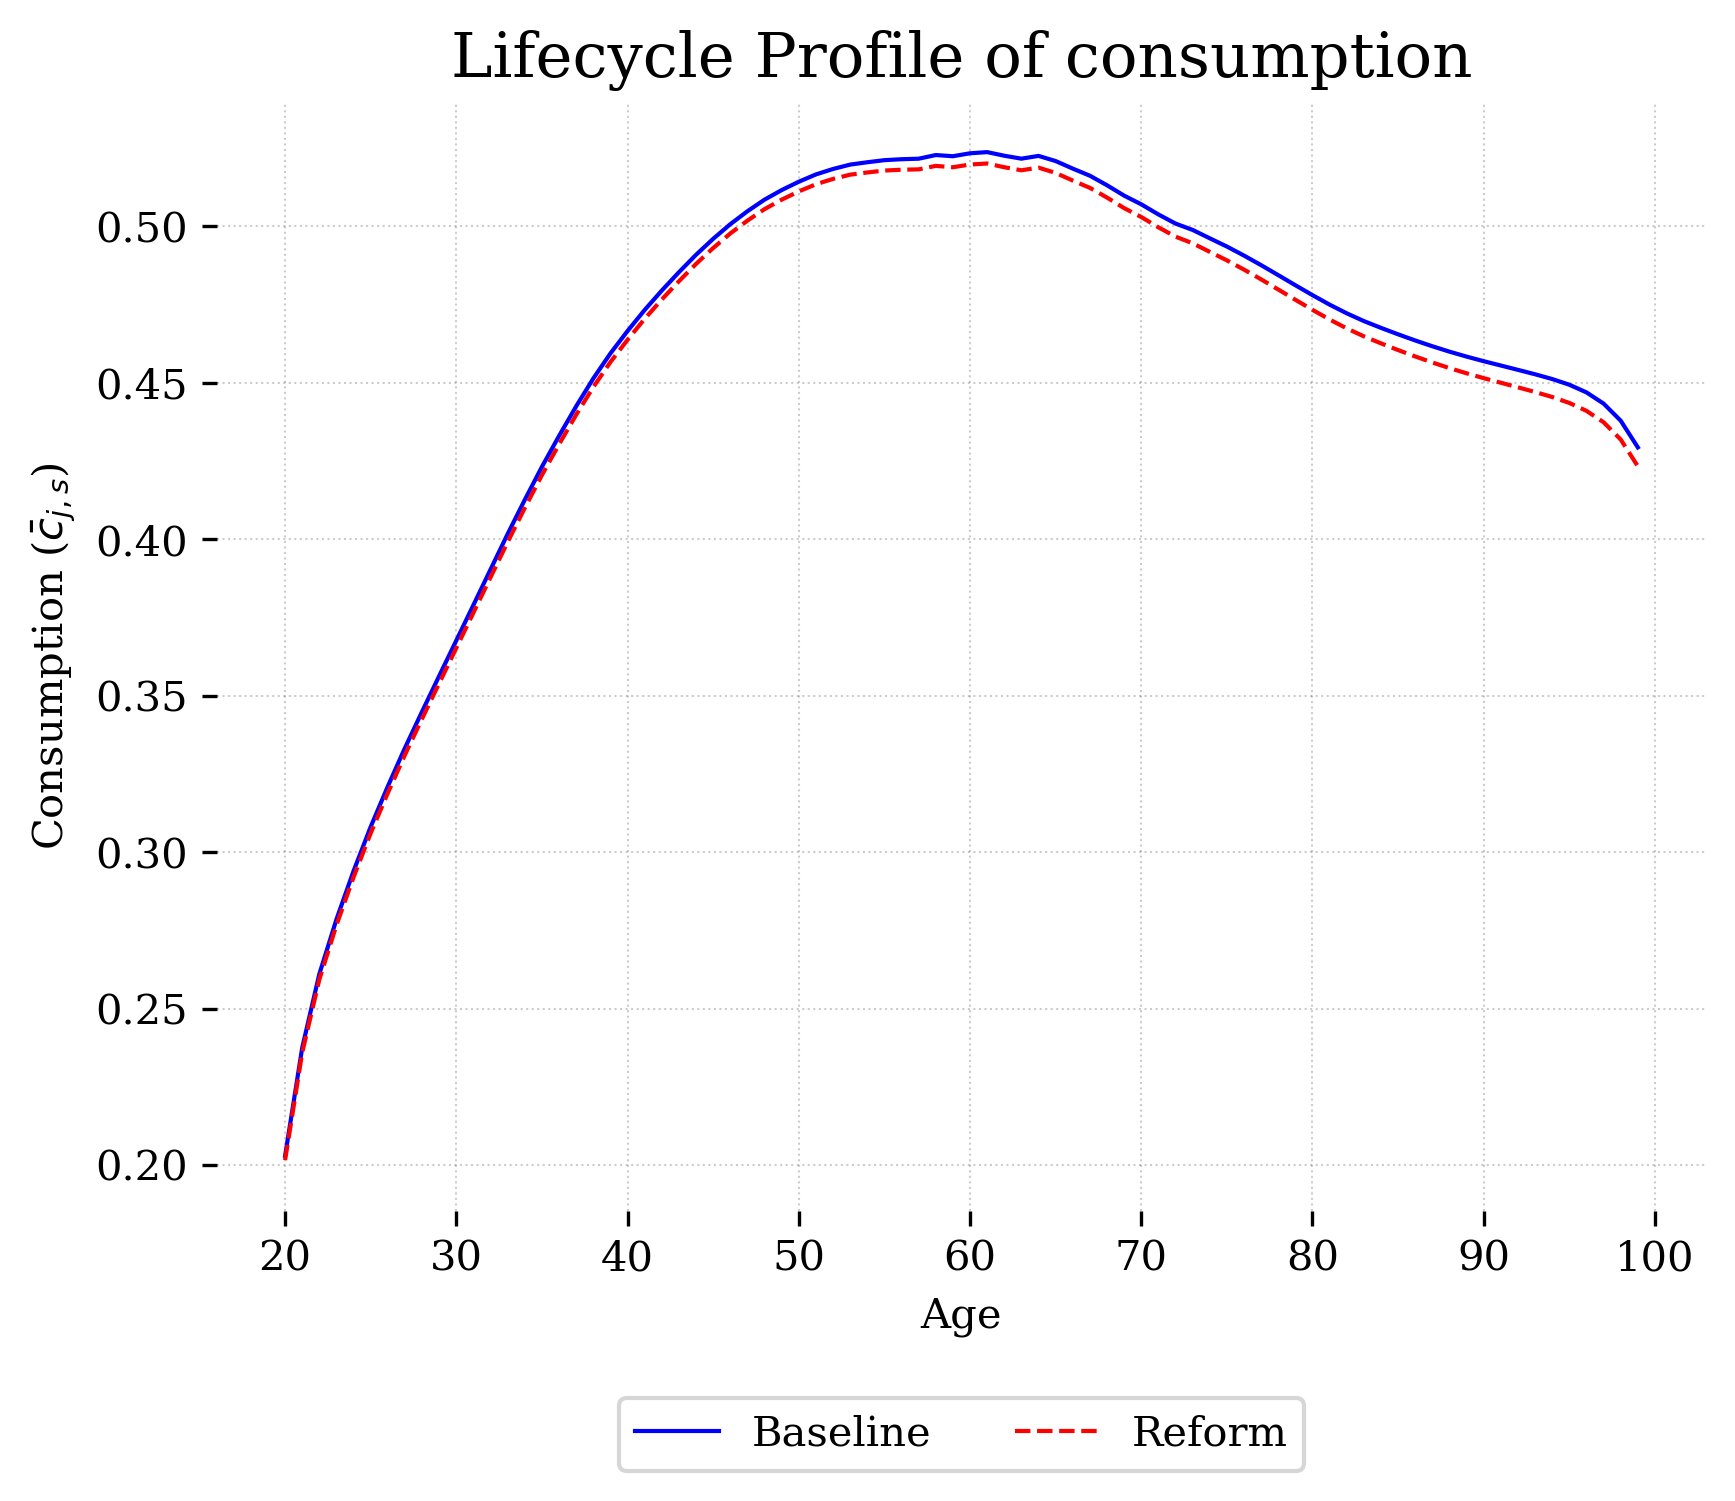 Lifecycle Profile of consumption
Consumption (c̄_{j,s})
0.50
0.45
0.40
0.35
0.30
0.25
0.20
20 30 40 50 60 70 80 90 100
Age
Baseline Reform